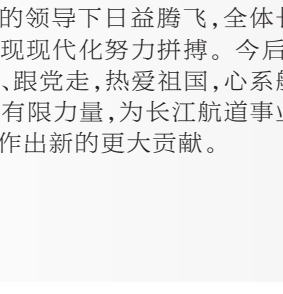 的领导下日益腾飞,全体
现现代化努力拼搏。今后
、跟党走,热爱祖国,心系
有限力量,为长江航道事
作出新的更大贡献。